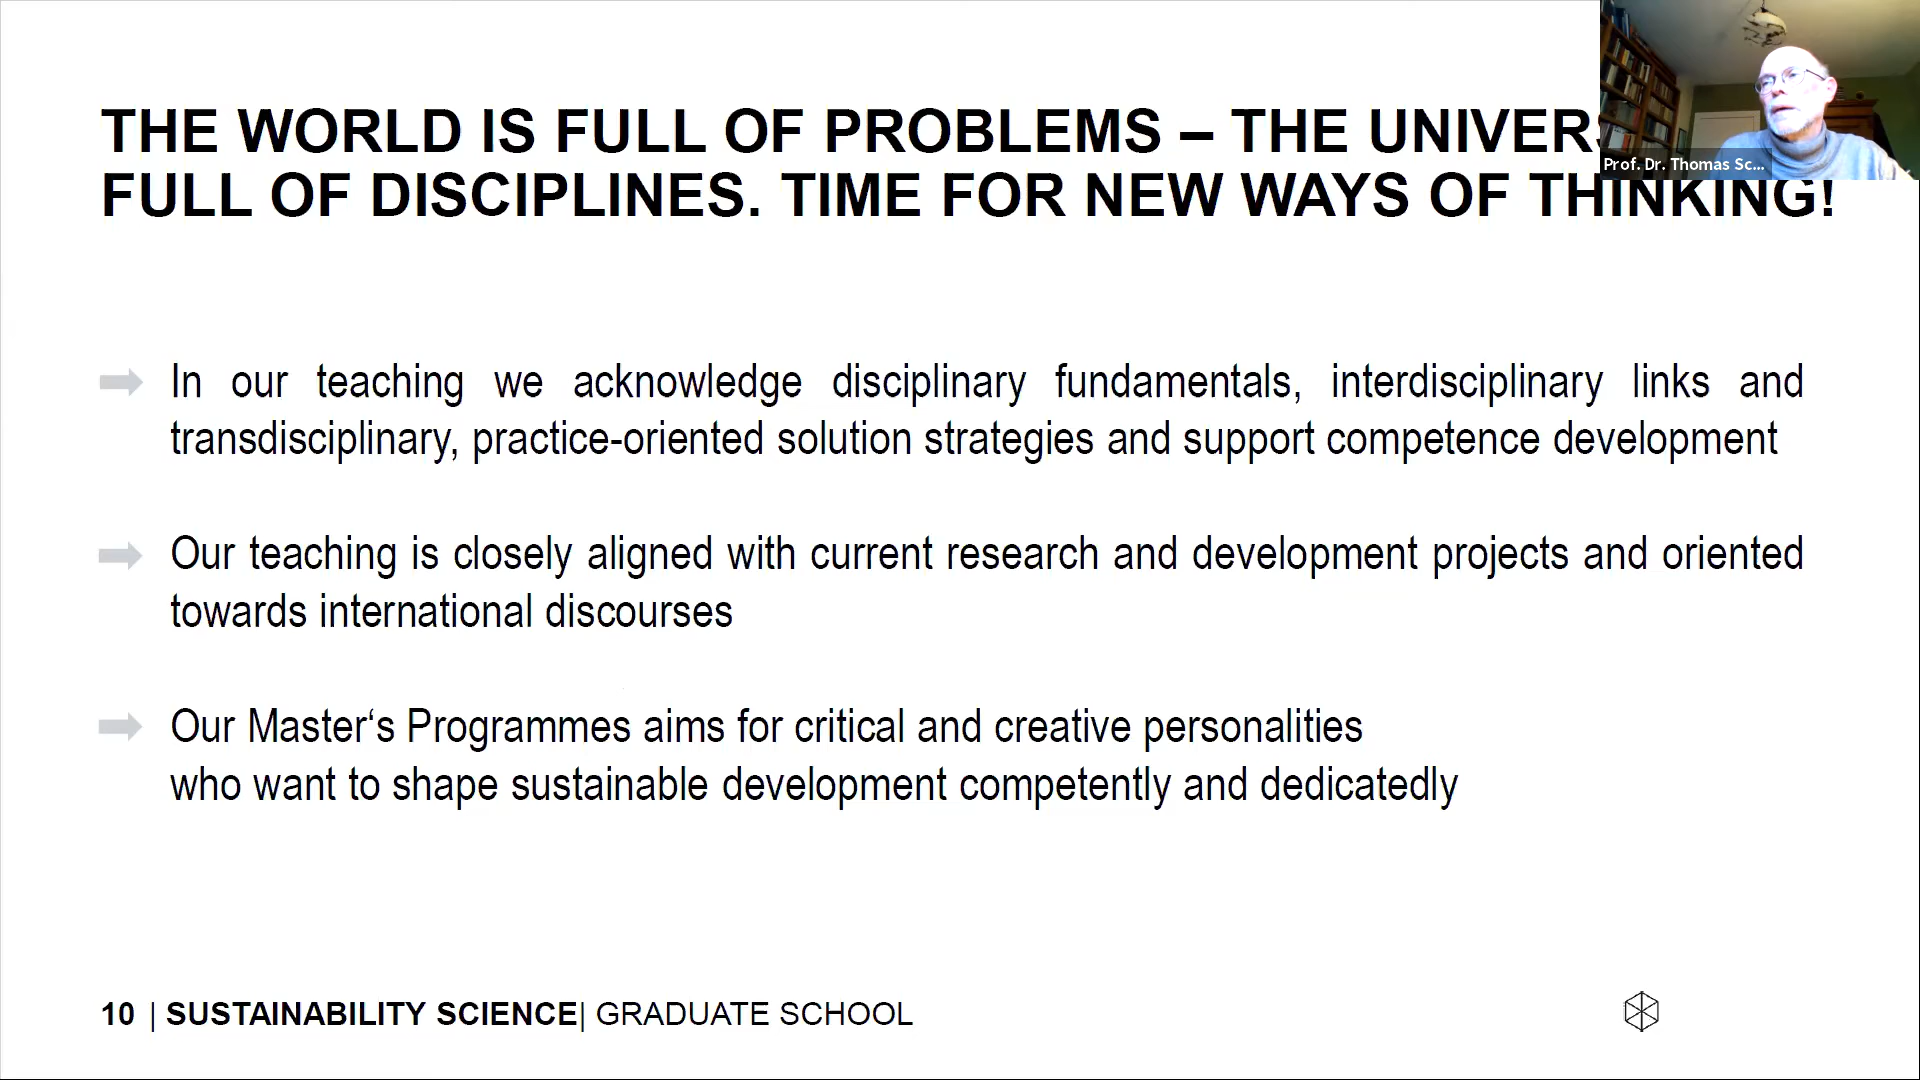 THE WORLD IS FULL OF PROBLEMS – THE
FULL OF DISCIPLINES. TIME FOR NEW WAYS OF THINKING!
Prof. Dr. Thomas Sc...
In our teaching we acknowledge disciplinary fundamentals, interdisciplinary links and
transdisciplinary, practice-oriented solution strategies and support competence development
Our teaching is closely aligned with current research and development projects and oriented
towards international discourses
Our Master‘s Programmes aims for critical and creative personalities
who want to shape sustainable development competently and dedicatedly
10 | SUSTAINABILITY SCIENCE| GRADUATE SCHOOL